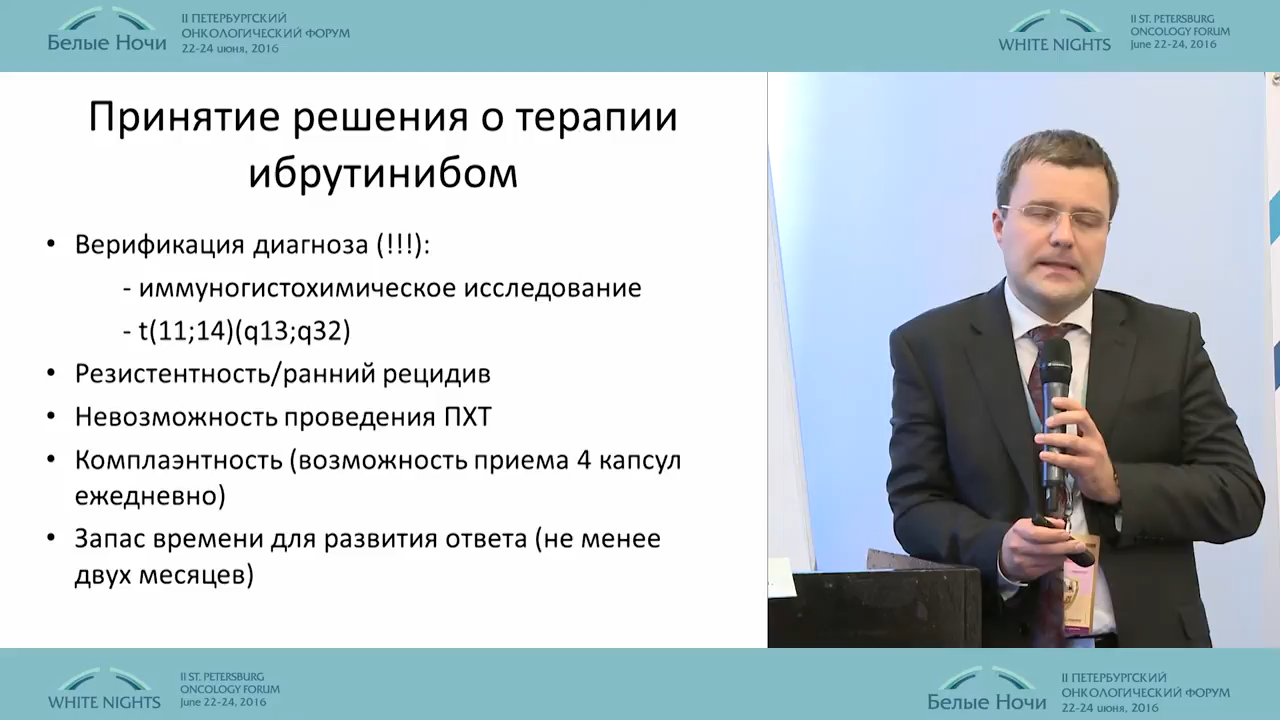 Белые Ночи
II ПЕТЕРБУРГСКИЙ
ОНКОЛОГИЧЕСКИЙ ФОРУМ
22-24 июня, 2016
WHITE NIGHTS
II ST. PETERSBURG
ONCOLOGY FORUM
June 22-24, 2016
Принятие решения о терапии
ибрутинибом
• Верификация диагноза (!!!):
- иммуногистохимическое исследование
- t(11;14)(q13;q32)
• Резистентность/ранний рецидив
• Невозможность проведения ПХТ
• Комплаэнтность (возможность приема 4 капсул
ежедневно)
• Запас времени для развития ответа (не менее
двух месяцев)
WHITE NIGHTS
II ST. PETERSBURG
ONCOLOGY FORUM
June 22-24, 2016
Белые Ночи
II ПЕТЕРБУРГСКИЙ
ОНКОЛОГИЧЕСКИЙ ФОРУМ
22-24 июня, 2016